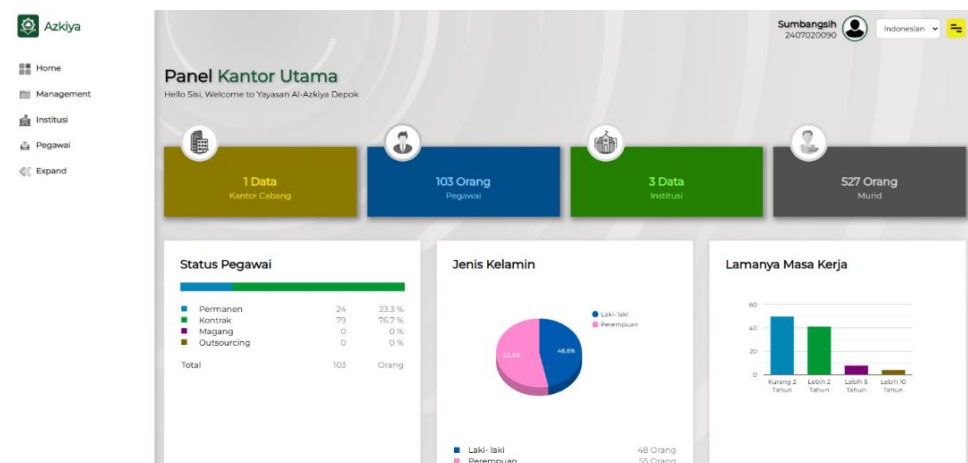 Azkiya
Sumbangsih
2407020090
Indonesian
Home
Management
Institusi
Pegawai
Expand
Panel Kantor Utama
Hello Sisi, Welcome to Yayasan Al-Azkiya Depok
1 Data
Kantor Cabang
103 Orang
Pegawai
3 Data
Institusi
527 Orang
Murid
Status Pegawai
Permanen 24 23.3 %
Kontrak 79 76.7 %
Magang 0 0 %
Outsourcing 0 0 %
Total 103 Orang
Jenis Kelamin
Laki- laki
Perempuan
53.4% 46.6%
Laki- laki 48 Orang
Perempuan 55 Orang
Lamanya Masa Kerja
60
40
20
0
Kurang 2 Lebih 2 Lebih 5 Lebih 10
Tahun Tahun Tahun Tahun